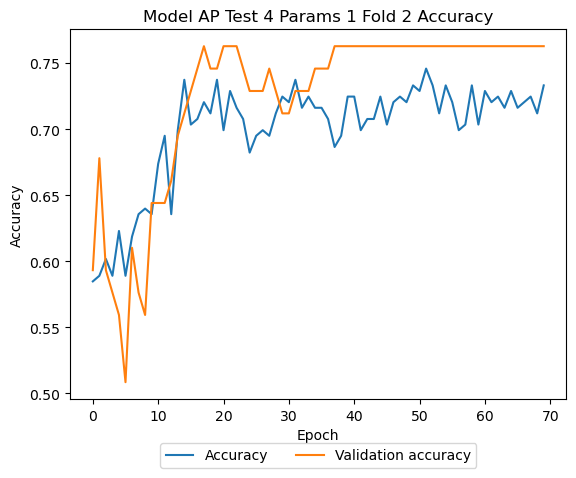 Model AP Test 4 Params 1 Fold 2 Accuracy
Accuracy
0.75
0.70
0.65
0.60
0.55
0.50
0 10 20 30 40 50 60 70
Epoch
Accuracy Validation accuracy